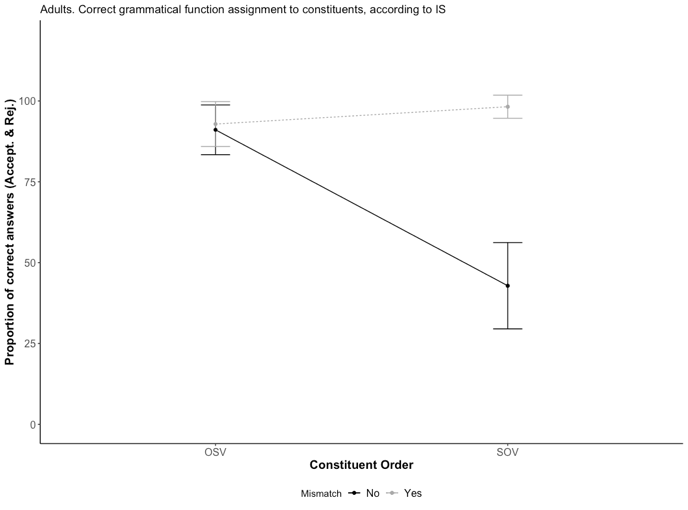 Adults. Correct grammatical function assignment to constituents, according to IS
Proportion of correct answers (Accept. & Rej.)
100
75
50
25
0
OSV SOV
Constituent Order
Mismatch No Yes